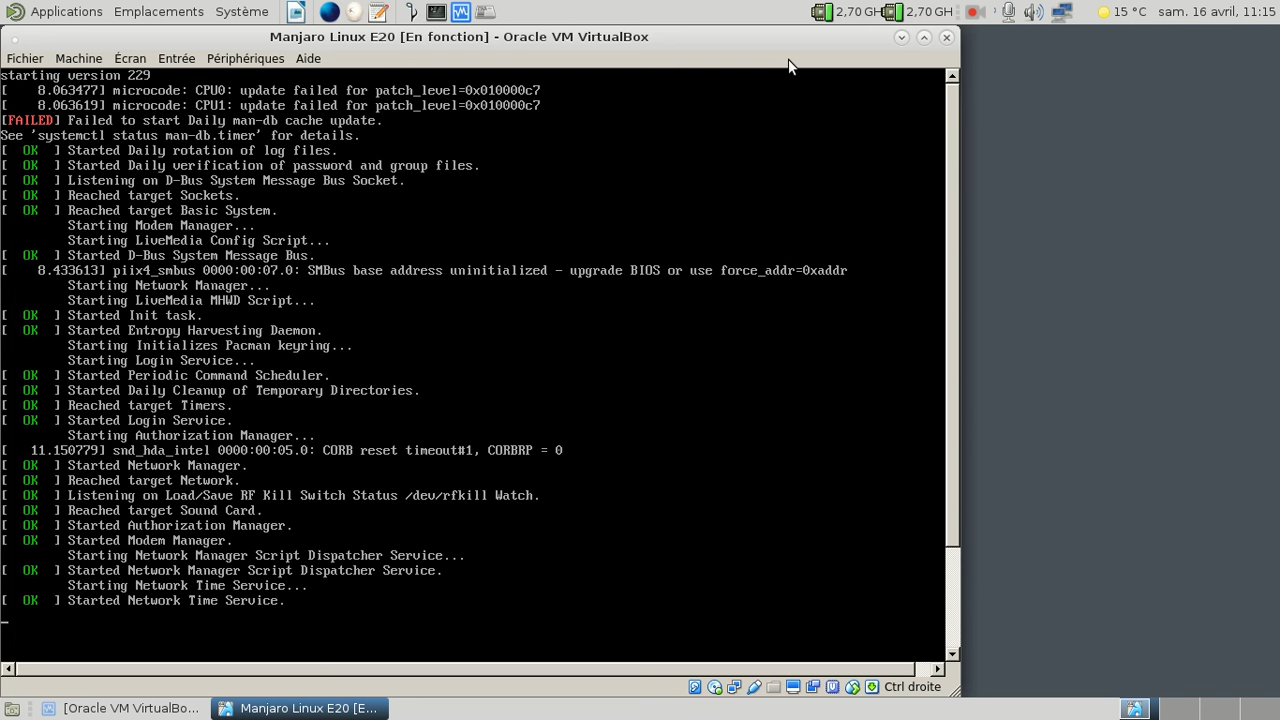 Applications Emplacements Système 2,70 GH 2,70 GH 15 °C sam. 16 avril, 11:15
Manjaro Linux E20 [En fonction] - Oracle VM VirtualBox
Fichier Machine Écran Entrée Périphériques Aide
starting version 229
[    8.063477] microcode: CPU0: update failed for patch_level=0x010000c7
[    8.063619] microcode: CPU1: update failed for patch_level=0x010000c7
[FAILED] Failed to start Daily man-db cache update.
See 'systemctl status man-db.timer' for details.
[  OK  ] Started Daily rotation of log files.
[  OK  ] Started Daily verification of password and group files.
[  OK  ] Listening on D-Bus System Message Bus Socket.
[  OK  ] Reached target Sockets.
[  OK  ] Reached target Basic System.
Starting Modem Manager...
Starting LiveMedia Config Script...
[  OK  ] Started D-Bus System Message Bus.
[    8.433613] piix4_smbus 0000:00:07.0: SMBus base address uninitialized - upgrade BIOS or use force_addr=0xaddr
Starting Network Manager...
Starting LiveMedia MHWD Script...
[  OK  ] Started Init task.
[  OK  ] Started Entropy Harvesting Daemon.
Starting Initializes Pacman keyring...
Starting Login Service...
[  OK  ] Started Periodic Command Scheduler.
[  OK  ] Started Daily Cleanup of Temporary Directories.
[  OK  ] Reached target Timers.
[  OK  ] Started Login Service.
Starting Authorization Manager...
[   11.150779] snd_hda_intel 0000:00:05.0: CORB reset timeout#1, CORBRP = 0
[  OK  ] Started Network Manager.
[  OK  ] Reached target Network.
[  OK  ] Listening on Load/Save RF Kill Switch Status /dev/rfkill Watch.
[  OK  ] Reached target Sound Card.
[  OK  ] Started Authorization Manager.
[  OK  ] Started Modem Manager.
Starting Network Manager Script Dispatcher Service...
[  OK  ] Started Network Manager Script Dispatcher Service.
Starting Network Time Service...
[  OK  ] Started Network Time Service.
Ctrl droite
[Oracle VM VirtualBo... Manjaro Linux E20 [E...